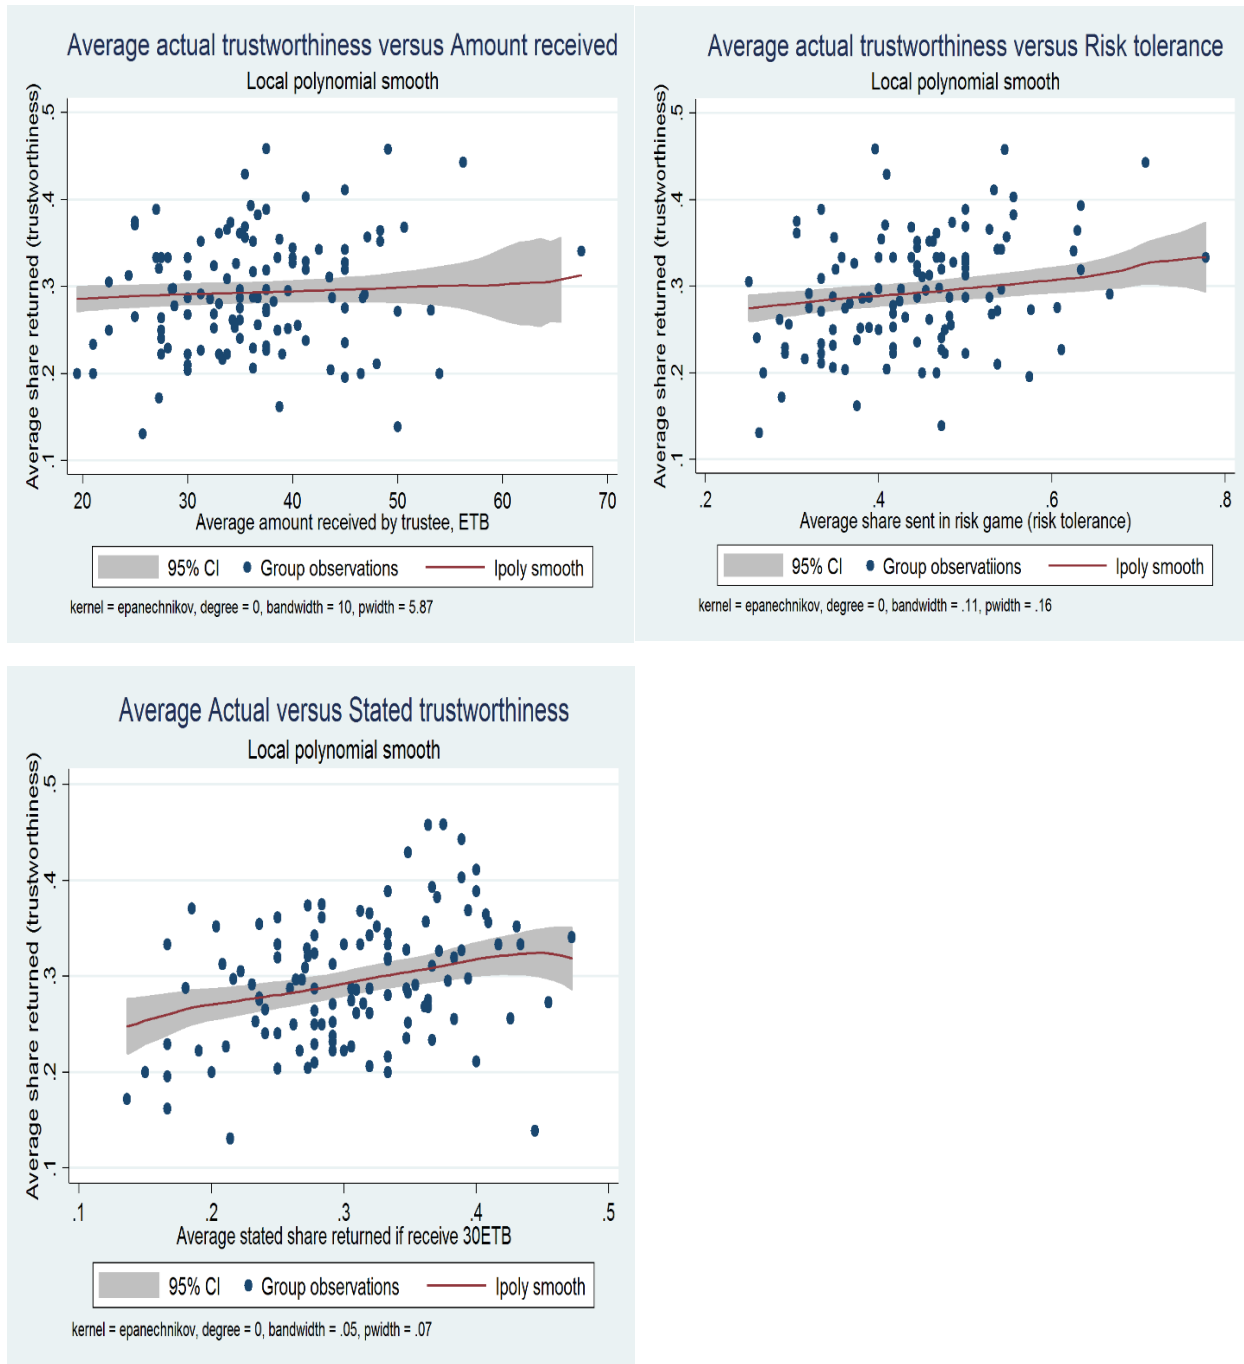 Average actual trustworthiness versus Amount received
Local polynomial smooth
Average share returned (trustworthiness)
.5
.4
.3
.2
.1
20 30 40 50 60 70
Average amount received by trustee, ETB
95% CI Group observations lpoly smooth
kernel = epanechnikov, degree = 0, bandwidth = 10, pwidth = 5.87
Average actual trustworthiness versus Risk tolerance
Local polynomial smooth
Average share returned (trustworthiness)
.5
.4
.3
.2
.1
.2 .4 .6 .8
Average share sent in risk game (risk tolerance)
95% CI Group observatiions lpoly smooth
kernel = epanechnikov, degree = 0, bandwidth = .11, pwidth = .16
Average Actual versus Stated trustworthiness
Local polynomial smooth
Average share returned (trustworthiness)
.5
.4
.3
.2
.1
.1 .2 .3 .4 .5
Average stated share returned if receive 30ETB
95% CI Group observations lpoly smooth
kernel = epanechnikov, degree = 0, bandwidth = .05, pwidth = .07